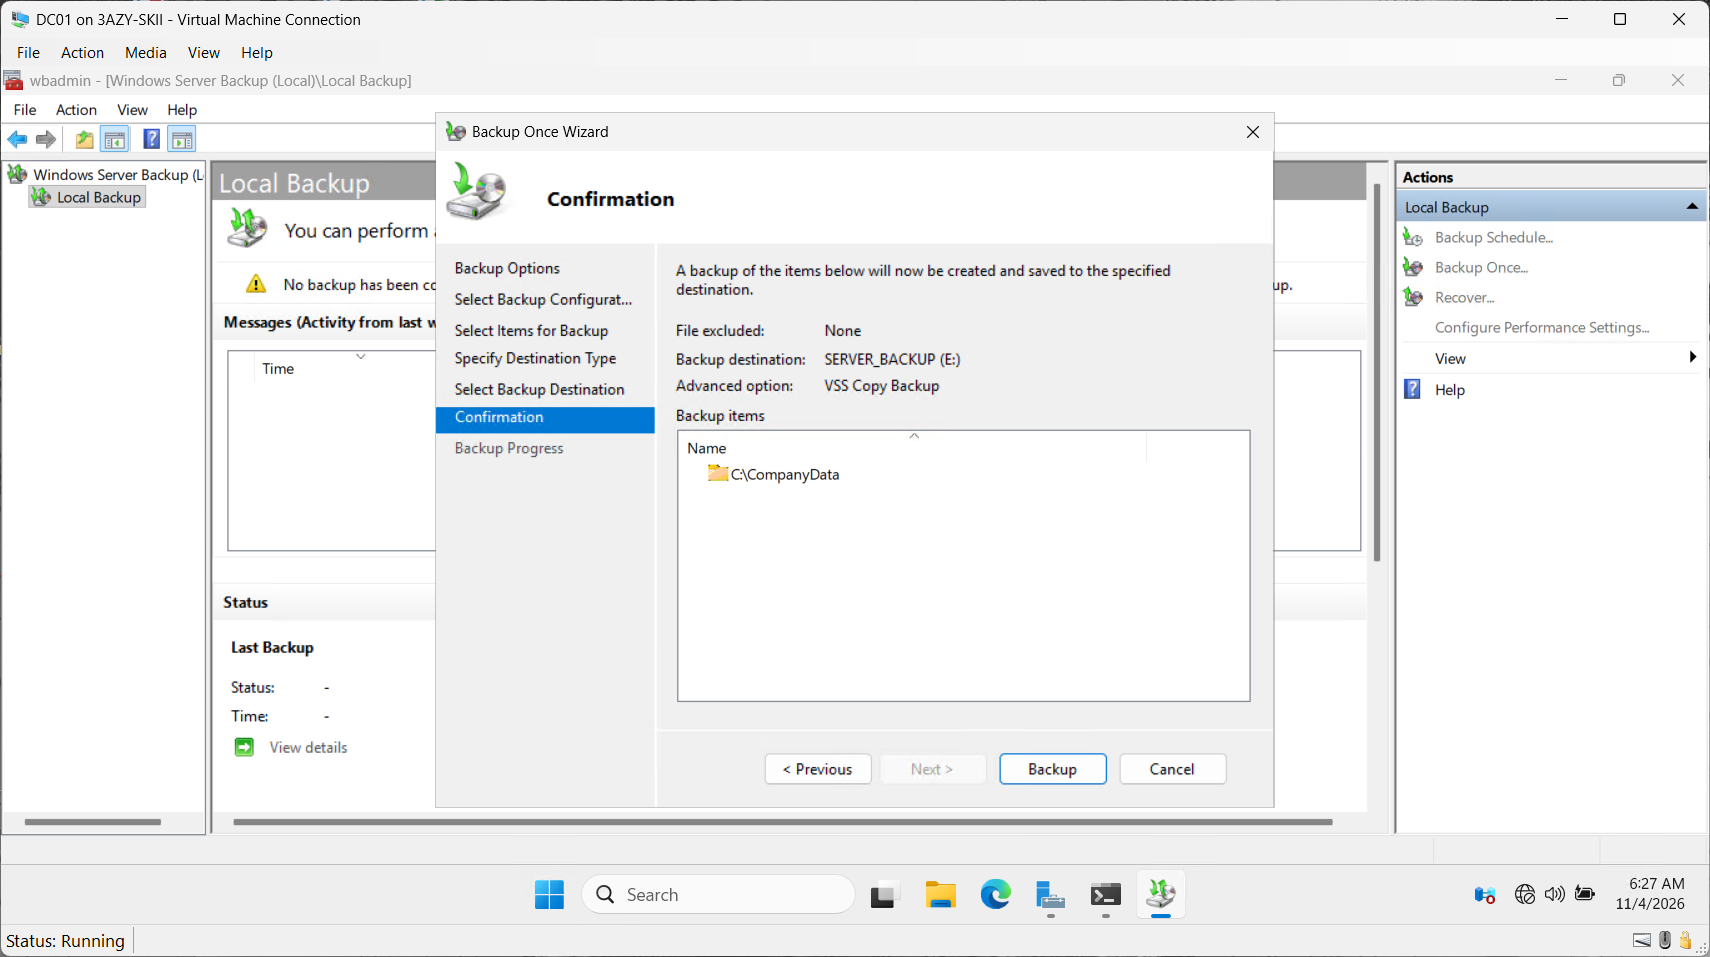 DC01 on 3AZY-SKII - Virtual Machine Connection
File Action Media View Help
wbadmin - [Windows Server Backup (Local)\Local Backup]
File Action View Help
Windows Server Backup (L
Local Backup
Local Backup
You can perform
No backup has been co
up.
Messages (Activity from last w
Time
Status
Last Backup
Status: -
Time: -
View details
Backup Once Wizard
Confirmation
Backup Options
Select Backup Configurat...
Select Items for Backup
Specify Destination Type
Select Backup Destination
Confirmation
Backup Progress
A backup of the items below will now be created and saved to the specified
destination.
File excluded: None
Backup destination: SERVER_BACKUP (E:)
Advanced option: VSS Copy Backup
Backup items
Name
C:\CompanyData
< Previous Next > Backup Cancel
Actions
Local Backup
Backup Schedule...
Backup Once...
Recover...
Configure Performance Settings...
View
Help
Search
6:27 AM
11/4/2026
Status: Running